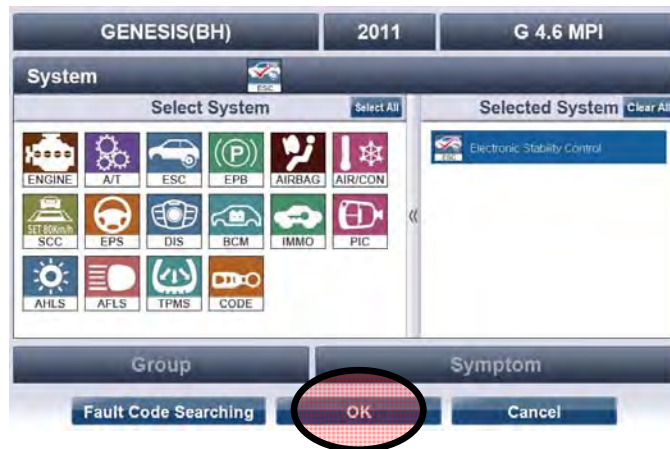 GENESIS(BH) 2011 G 4.6 MPI
System ESC
Select System Select All Selected System Clear All
Electronic Stability Control
ESC
ENGINE A/T ESC EPB AIRBAG AIR/CON
SET 80Km/h
SCC EPS DIS BCM IMMO PIC
AHLS AFLS TPMS CODE
Group Symptom
Fault Code Searching OK Cancel